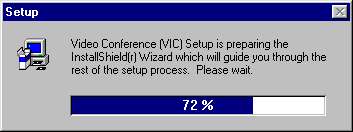 Setup
Video Conference (VIC) Setup is preparing the
InstallShield(r) Wizard which will guide you through the
rest of the setup process.  Please wait.
72 %